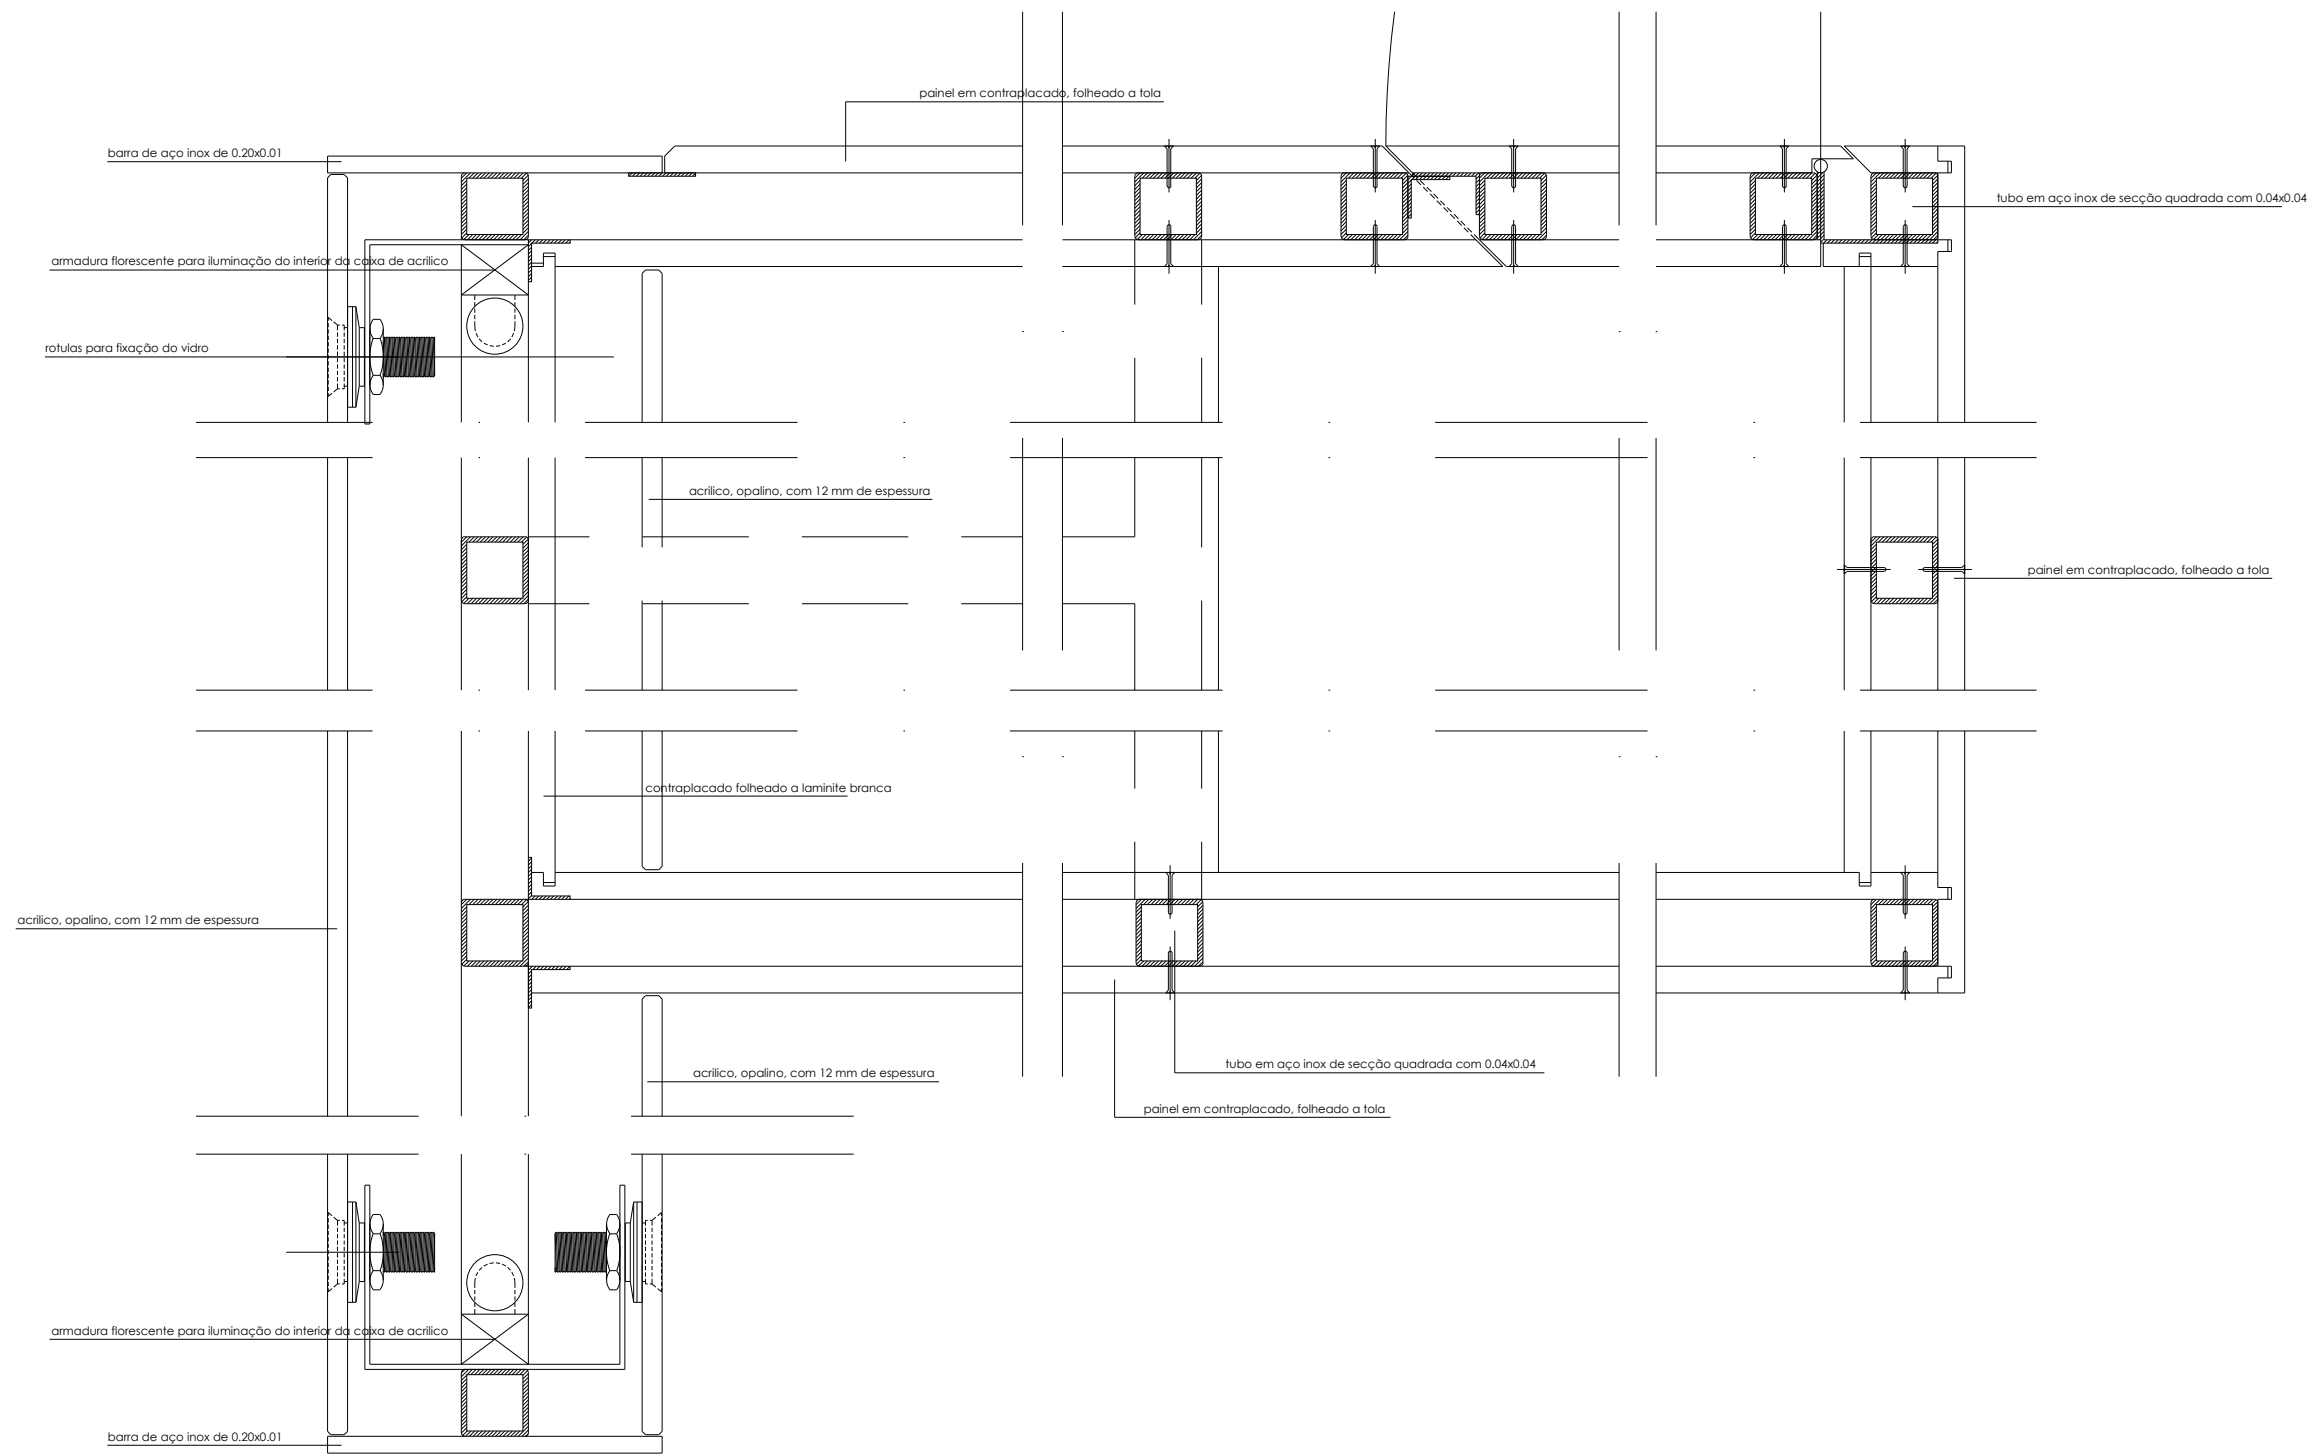 painel em contraplacado, folheado a tola
barra de aço inox de 0.20x0.01
tubo em aço inox de secção quadrada com 0.04x0.04
armadura florescente para iluminação do interior da caixa de acrilico
rotulas para fixação do vidro
acrilico, opalino, com 12 mm de espessura
painel em contraplacado, folheado a tola
contraplacado folheado a laminite branca
acrilico, opalino, com 12 mm de espessura
tubo em aço inox de secção quadrada com 0.04x0.04
acrilico, opalino, com 12 mm de espessura
painel em contraplacado, folheado a tola
armadura florescente para iluminação do interior da caixa de acrilico
barra de aço inox de 0.20x0.01